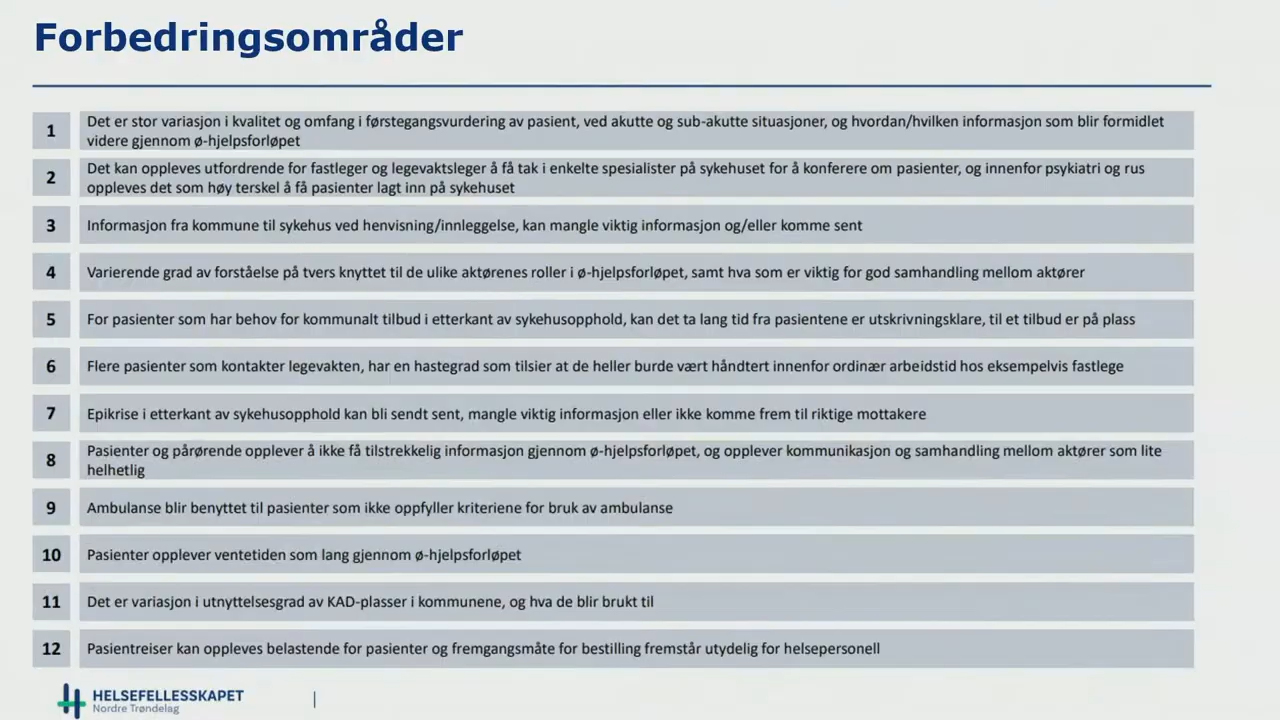 Forbedringsområder
1
Det er stor variasjon i kvalitet og omfang i førstegangsvurdering av pasient, ved akutte og sub-akutte situasjoner, og hvordan/hvilken informasjon som blir formidlet
videre gjennom ø-hjelpsforløpet
2
Det kan oppleves utfordrende for fastleger og legevaktsleger å få tak i enkelte spesialister på sykehuset for å konferere om pasienter, og innenfor psykiatri og rus
oppleves det som høy terskel å få pasienter lagt inn på sykehuset
3
Informasjon fra kommune til sykehus ved henvisning/innleggelse, kan mangle viktig informasjon og/eller komme sent
4
Varierende grad av forståelse på tvers knyttet til de ulike aktørenes roller i ø-hjelpsforløpet, samt hva som er viktig for god samhandling mellom aktører
5
For pasienter som har behov for kommunalt tilbud i etterkant av sykehusopphold, kan det ta lang tid fra pasientene er utskrivningsklare, til et tilbud er på plass
6
Flere pasienter som kontakter legevakten, har en hastegrad som tilsier at de heller burde vært håndtert innenfor ordinær arbeidstid hos eksempelvis fastlege
7
Epikrise i etterkant av sykehusopphold kan bli sendt sent, mangle viktig informasjon eller ikke komme frem til riktige mottakere
8
Pasienter og pårørende opplever å ikke få tilstrekkelig informasjon gjennom ø-hjelpsforløpet, og opplever kommunikasjon og samhandling mellom aktører som lite
helhetlig
9
Ambulanse blir benyttet til pasienter som ikke oppfyller kriteriene for bruk av ambulanse
10
Pasienter opplever ventetiden som lang gjennom ø-hjelpsforløpet
11
Det er variasjon i utnyttelsesgrad av KAD-plasser i kommunene, og hva de blir brukt til
12
Pasientreiser kan oppleves belastende for pasienter og fremgangsmåte for bestilling fremstår utydelig for helsepersonell
HELSEFELLESSKAPET
Nordre Trøndelag